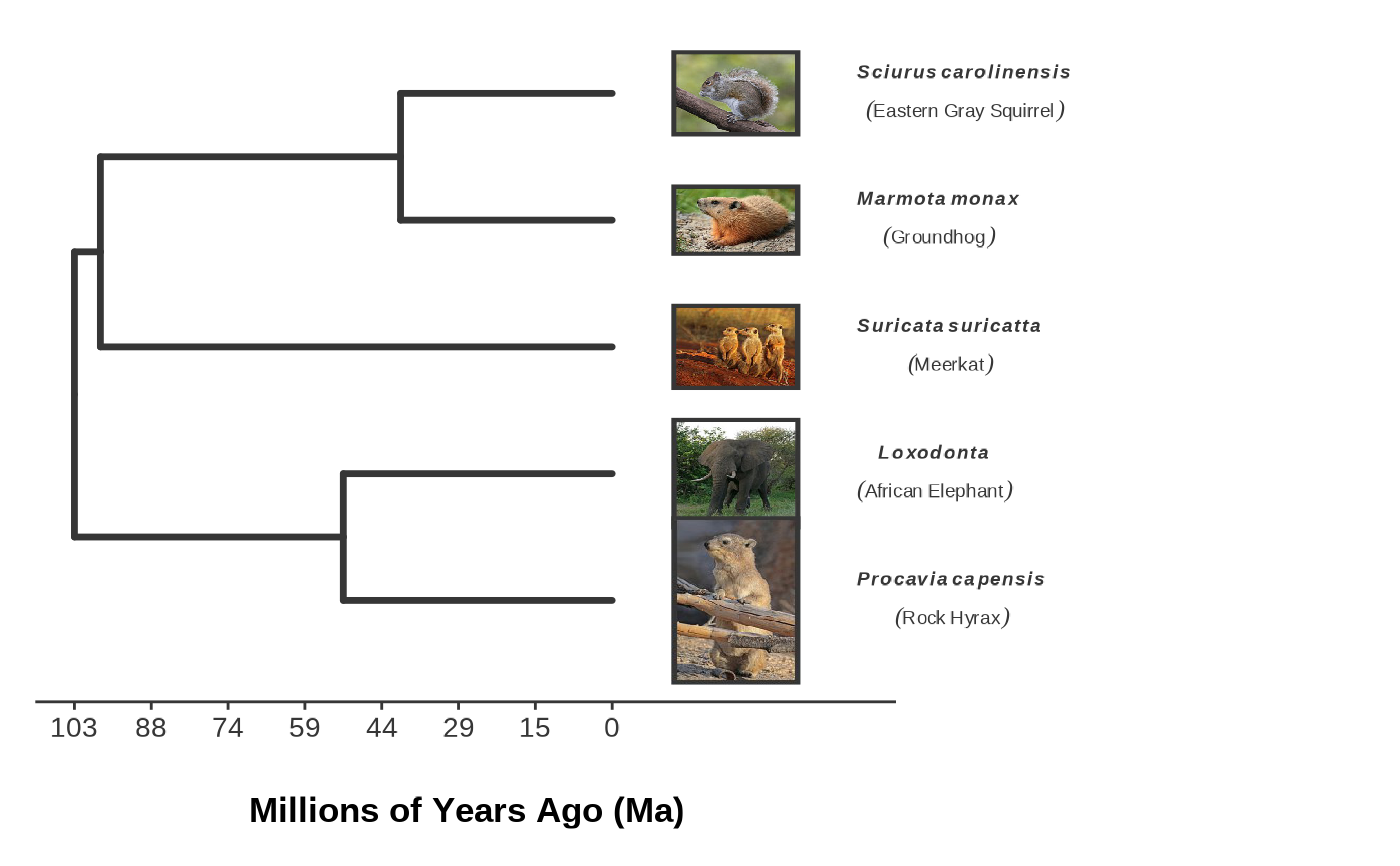 Sciurus carolinensis
(Eastern Gray Squirrel)
Marmota monax
(Groundhog)
Suricata suricatta
(Meerkat)
Loxodonta
(African Elephant)
Procavia capensis
(Rock Hyrax)
103 88 74 59 44 29 15 0
Millions of Years Ago (Ma)